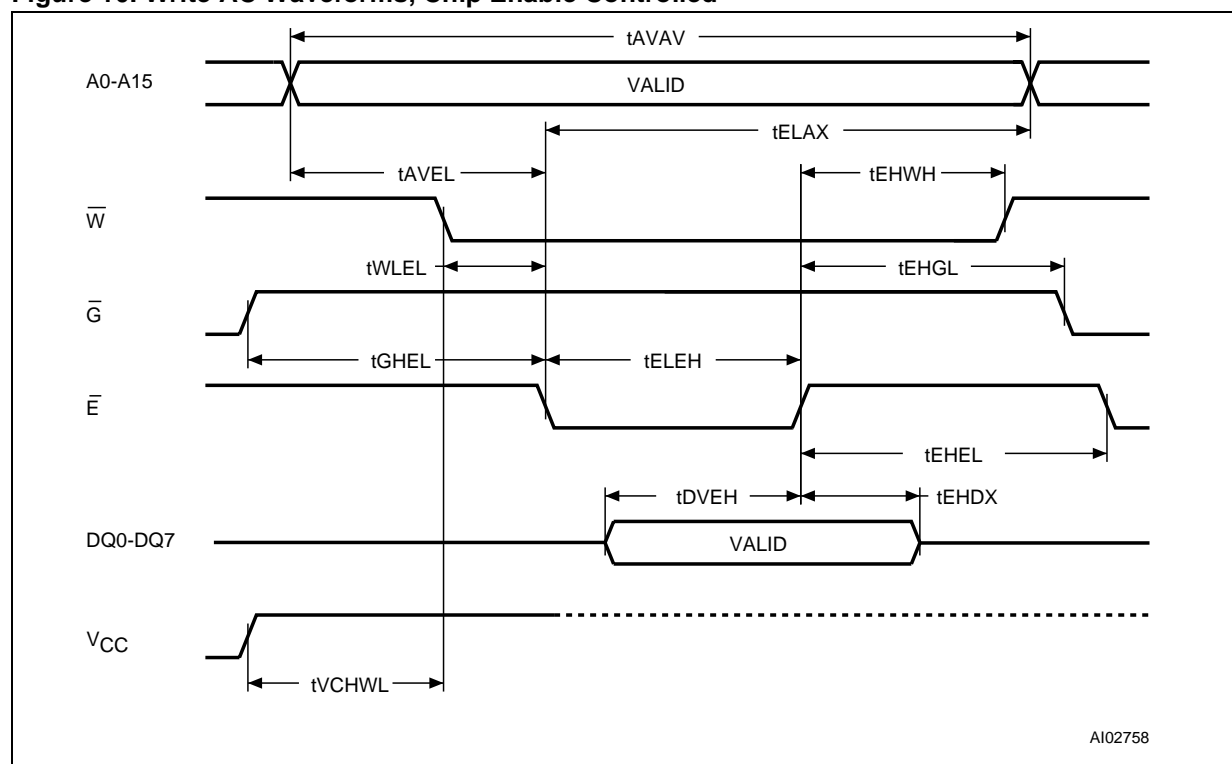 Figure 10. Write AC Waveforms, Chip Enable Controlled
tAVAV
A0-A15
VALID
tELAX
tAVEL
tEHWH
W̅
tWLEL
tEHGL
G̅
tGHEL
tELEH
E̅
tEHEL
tDVEH
tEHDX
DQ0-DQ7
VALID
VCC
tVCHWL
AI02758